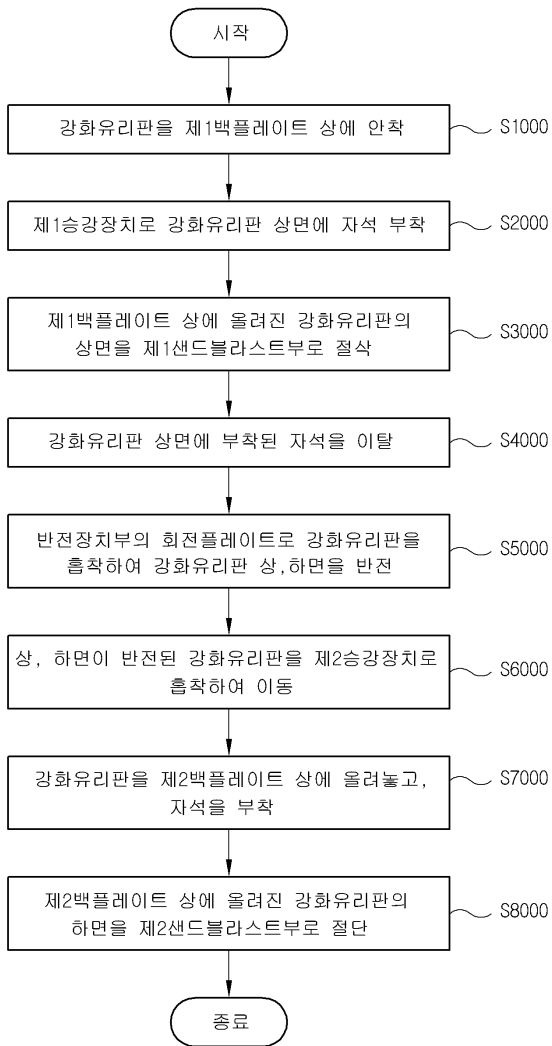 시작
강화유리판을 제1백플레이트 상에 안착
S1000
제1승강장치로 강화유리판 상면에 자석 부착
S2000
제1백플레이트 상에 올려진 강화유리판의
상면을 제1샌드블라스트부로 절삭
S3000
강화유리판 상면에 부착된 자석을 이탈
S4000
반전장치부의 회전플레이트로 강화유리판을
흡착하여 강화유리판 상,하면을 반전
S5000
상, 하면이 반전된 강화유리판을 제2승강장치로
흡착하여 이동
S6000
강화유리판을 제2백플레이트 상에 올려놓고,
자석을 부착
S7000
제2백플레이트 상에 올려진 강화유리판의
하면을 제2샌드블라스트부로 절단
S8000
종료